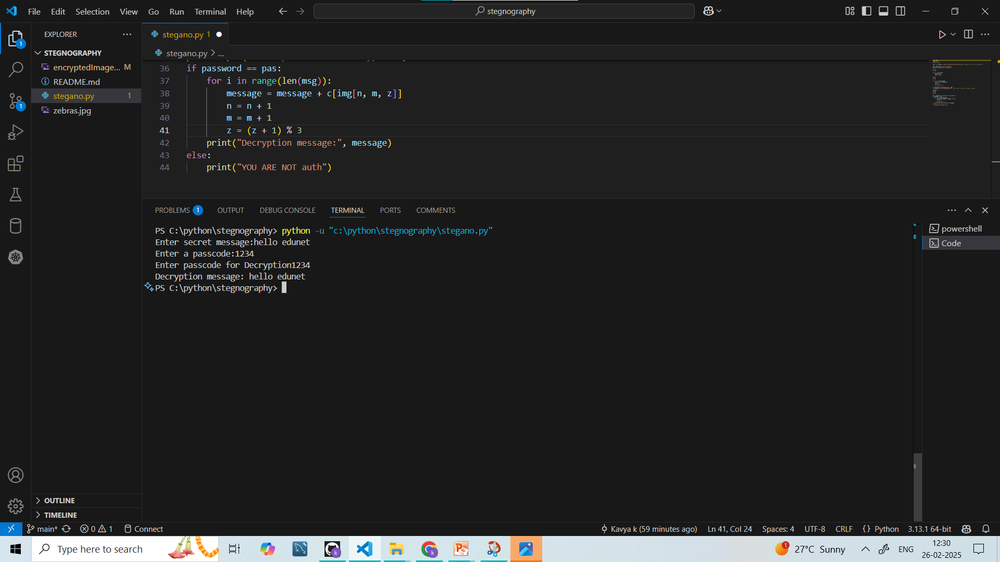 File Edit Selection View Go Run Terminal Help
stegnography
EXPLORER
stegano.py 1
STEGNOGRAPHY
stegano.py > ...
encryptedImage... M
README.md
stegano.py 1
zebras.jpg
36 if password == pas:
37 for i in range(len(msg)):
38 message = message + c[img[n, m, z]]
39 n = n + 1
40 m = m + 1
41 z = (z + 1) % 3
42 print("Decryption message:", message)
43 else:
44 print("YOU ARE NOT auth")
1
1
PROBLEMS 1 OUTPUT DEBUG CONSOLE TERMINAL PORTS COMMENTS
PS C:\python\stegnography> python -u "c:\python\stegnography\stegano.py"
Enter secret message:hello edunet
Enter a passcode:1234
Enter passcode for Decryption1234
Decryption message: hello edunet
PS C:\python\stegnography>
powershell
Code
OUTLINE
TIMELINE
main* 0 1 Connect
Kavya k (59 minutes ago) Ln 41, Col 24 Spaces: 4 UTF-8 CRLF {} Python 3.13.1 64-bit
Type here to search
k
k
1
27°C Sunny
ENG
12:30
26-02-2025